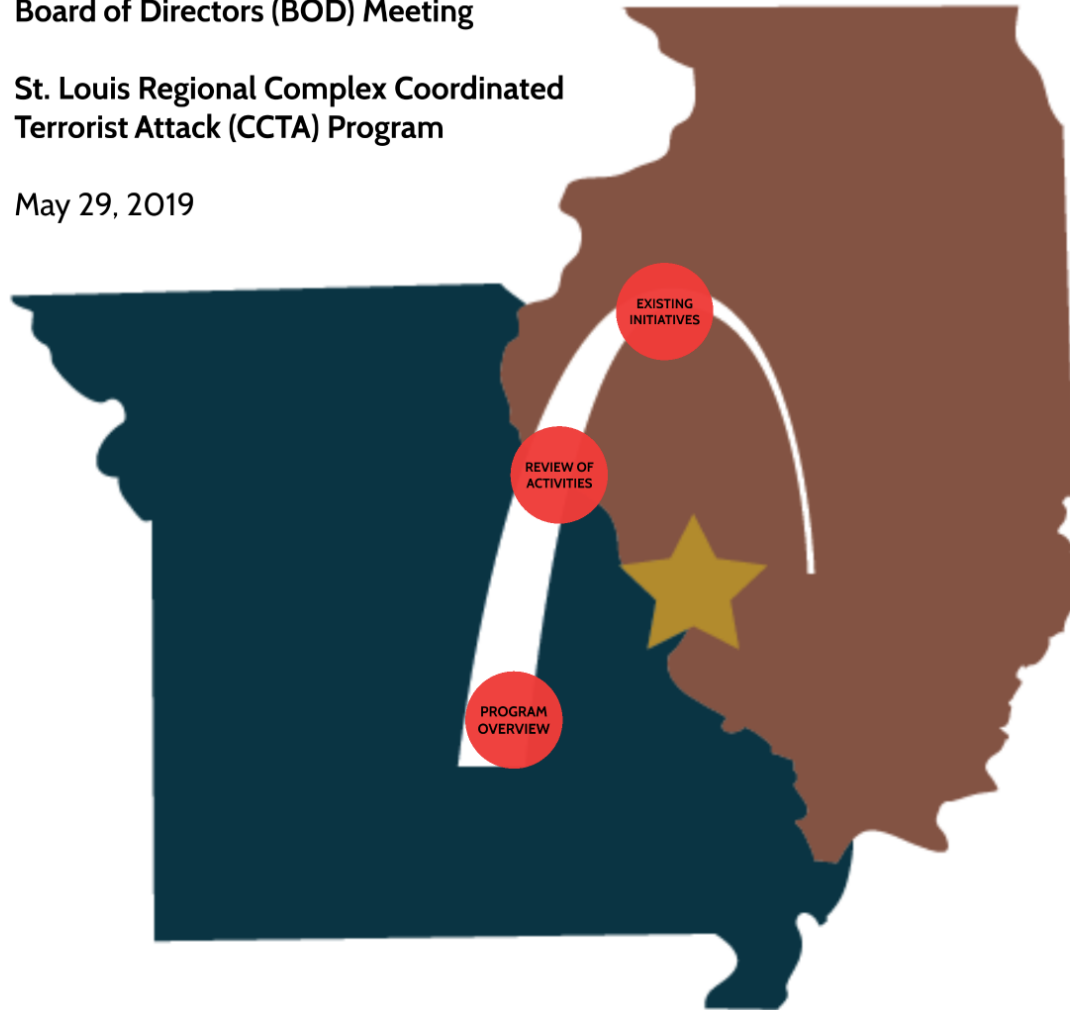 Board of Directors (BOD) Meeting
St. Louis Regional Complex Coordinated
Terrorist Attack (CCTA) Program
May 29, 2019
EXISTING
INITIATIVES
REVIEW OF
ACTIVITIES
PROGRAM
OVERVIEW